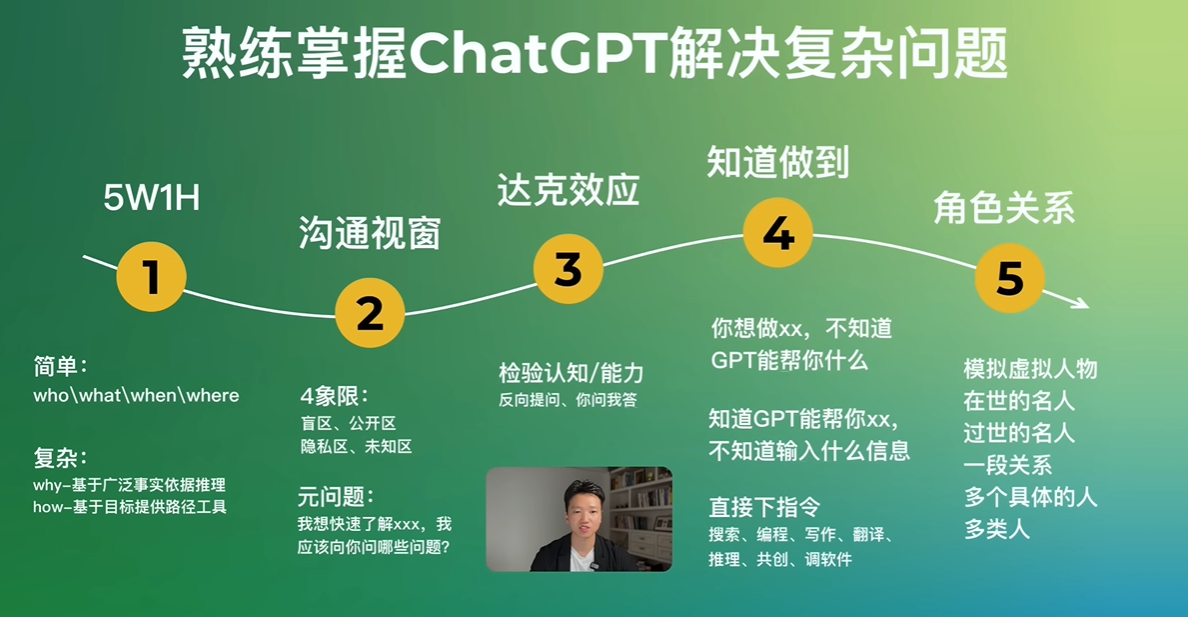 熟练掌握ChatGPT解决复杂问题
5W1H
1
简单：
who\what\when\where
复杂：
why-基于广泛事实依据推理
how-基于目标提供路径工具
沟通视窗
2
4象限：
盲区、公开区
隐私区、未知区
元问题：
我想快速了解xxx，我
应该向你问哪些问题？
达克效应
3
检验认知/能力
反向提问、你问我答
知道做到
4
你想做xx，不知道
GPT能帮你什么
知道GPT能帮你xx，
不知道输入什么信息
直接下指令
搜索、编程、写作、翻译、
推理、共创、调软件
角色关系
5
模拟虚拟人物
在世的名人
过世的名人
一段关系
多个具体的人
多类人